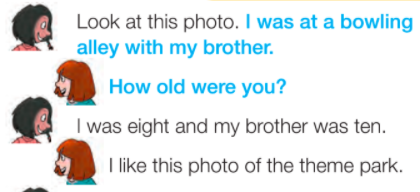 Look at this photo. I was at a bowling
alley with my brother.
How old were you?
I was eight and my brother was ten.
I like this photo of the theme park.